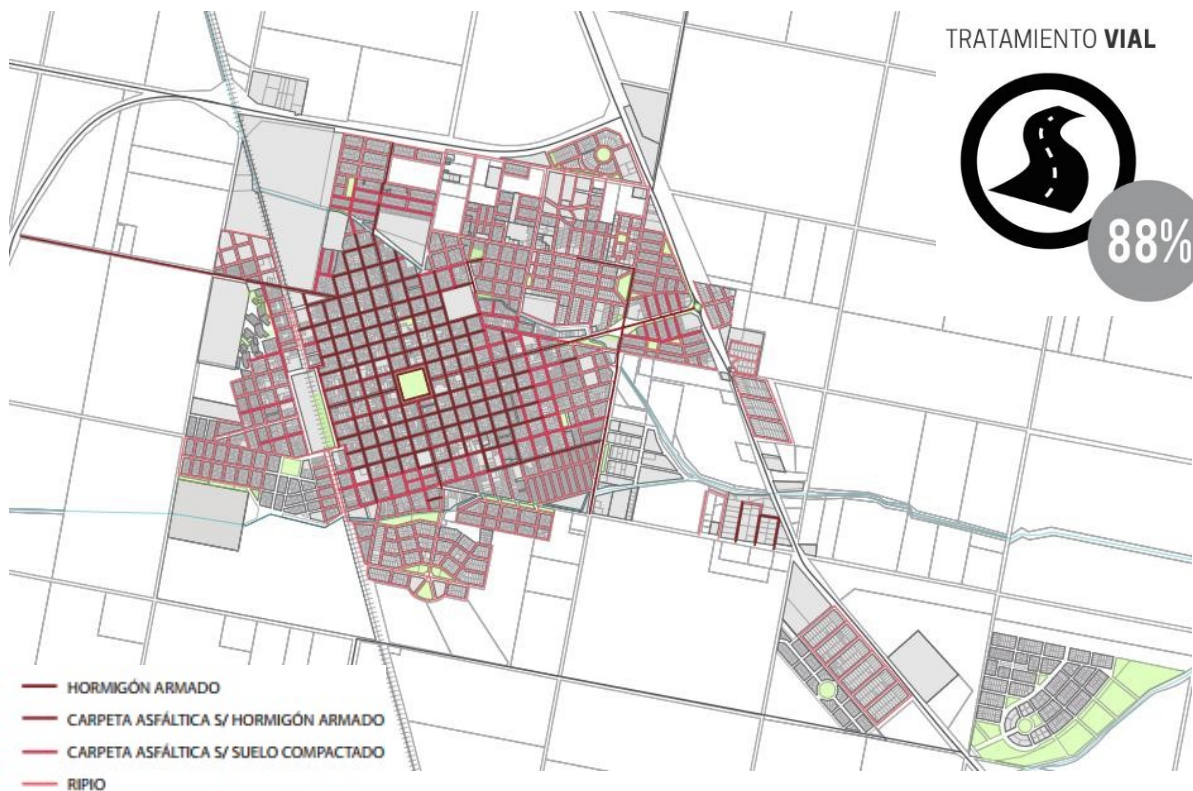 TRATAMIENTO VIAL
88%
HORMIGÓN ARMADO
CARPETA ASFÁLTICA S/ HORMIGÓN ARMADO
CARPETA ASFÁLTICA S/ SUELO COMPACTADO
RIPIO